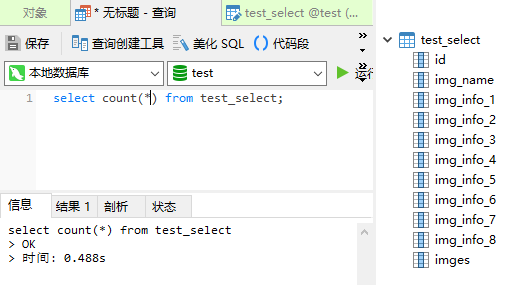 对象
* 无标题 - 查询
test_select @test (...
保存
查询创建工具
美化 SQL
() 代码段
本地数据库
test
运行
1 select count(*) from test_select;
信息
结果 1
剖析
状态
select count(*) from test_select
> OK
> 时间: 0.488s
test_select
id
img_name
img_info_1
img_info_2
img_info_3
img_info_4
img_info_5
img_info_6
img_info_7
img_info_8
imges